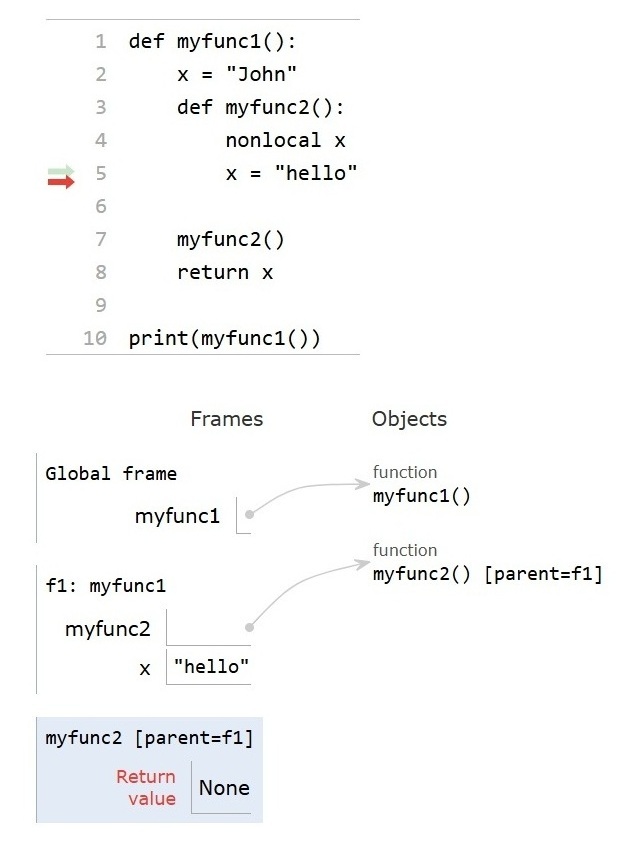 1 def myfunc1():
2     x = "John"
3     def myfunc2():
4         nonlocal x
5         x = "hello"
6
7     myfunc2()
8     return x
9
10 print(myfunc1())
Frames Objects
Global frame
myfunc1
function
myfunc1()
function
myfunc2() [parent=f1]
f1: myfunc1
myfunc2
x "hello"
myfunc2 [parent=f1]
Return
value
None